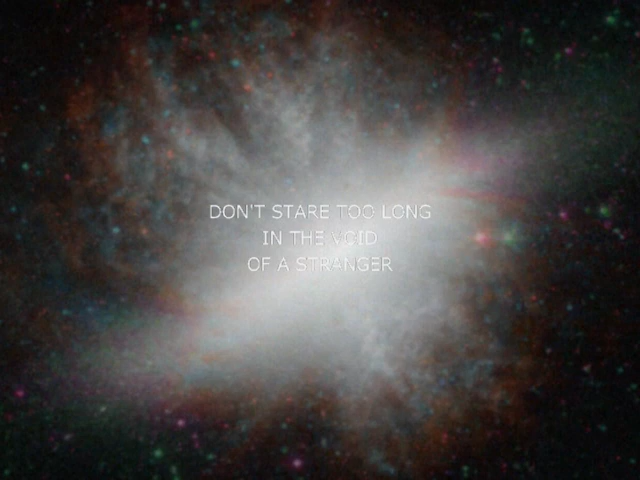 DON'T STARE TOO LONG
IN THE VOID
OF A STRANGER